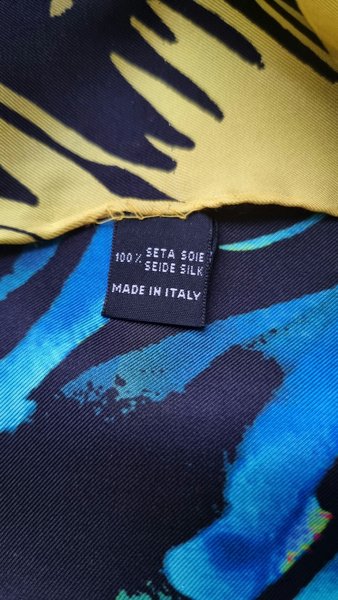 100% SETA SOIE
SEIDE SILK
MADE IN ITALY